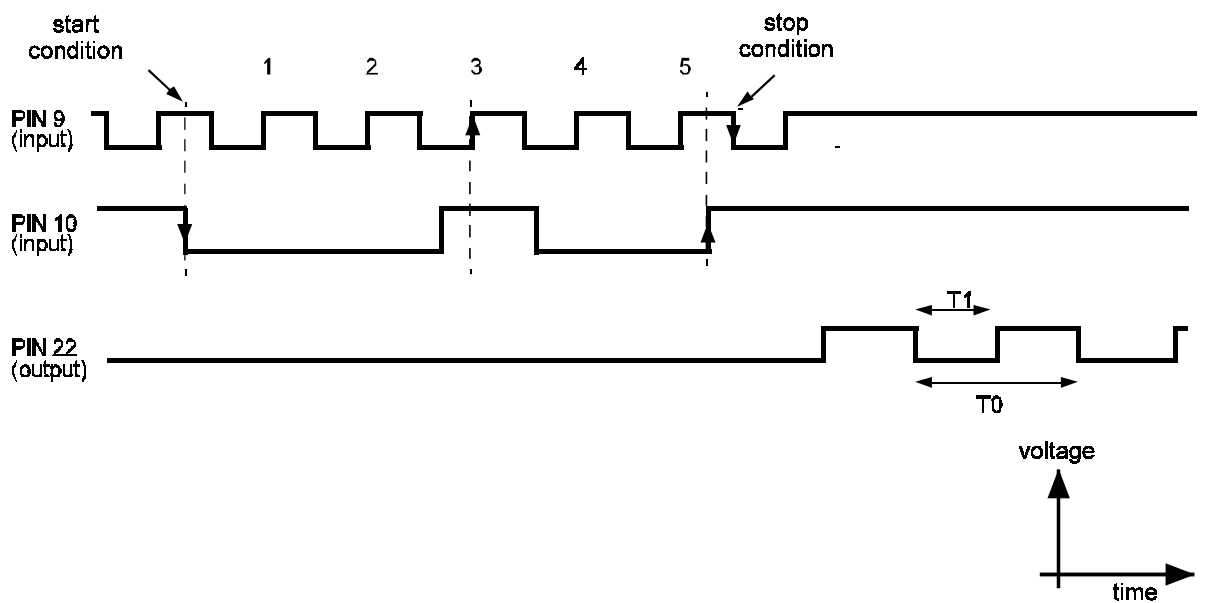 start
condition
stop
condition
1 2 3 4 5
PIN 9
(input)
PIN 10
(input)
T1
PIN 22
(output)
T0
voltage
time